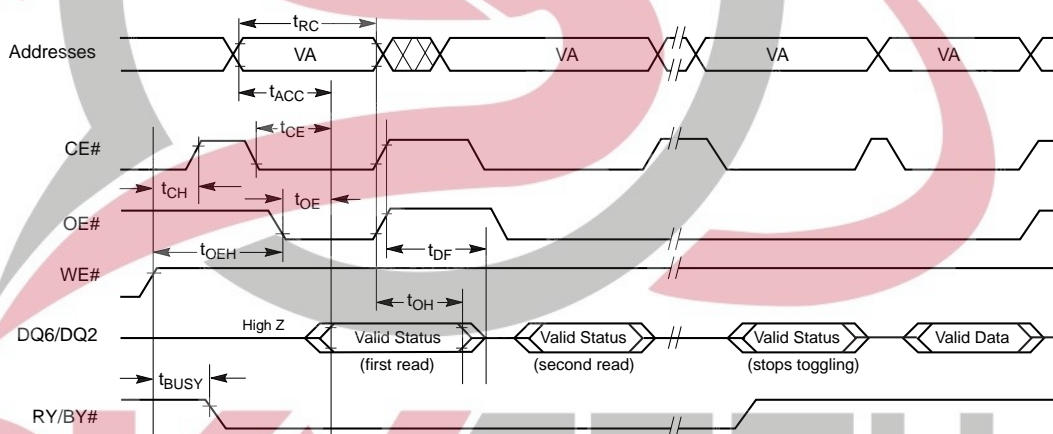 tRC
Addresses VA VA VA VA
tACC
tCE
CE#
tCH tOE
OE#
tOEH tDF
WE#
tOH
DQ6/DQ2 High Z Valid Status Valid Status Valid Status Valid Data
(first read) (second read) (stops toggling)
tBUSY
RY/BY#